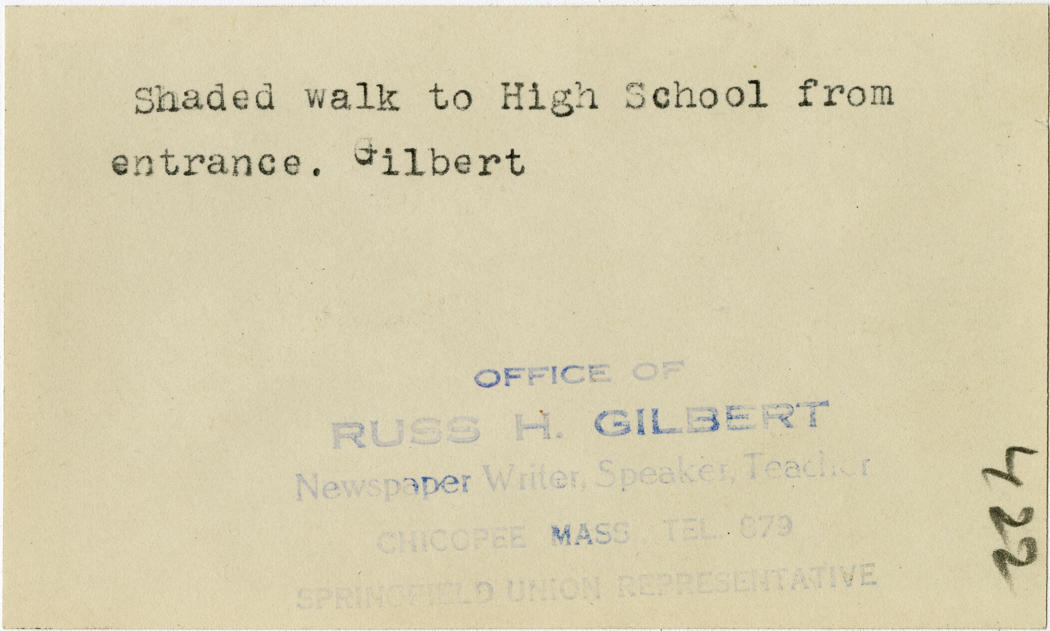 Shaded walk to High School from
entrance. Gilbert
OFFICE OF
RUSS H. GILBERT
Newspaper Writer, Speaker, Teacher
CHICOPEE MASS. TEL. 879
SPRINGFIELD UNION REPRESENTATIVE
422